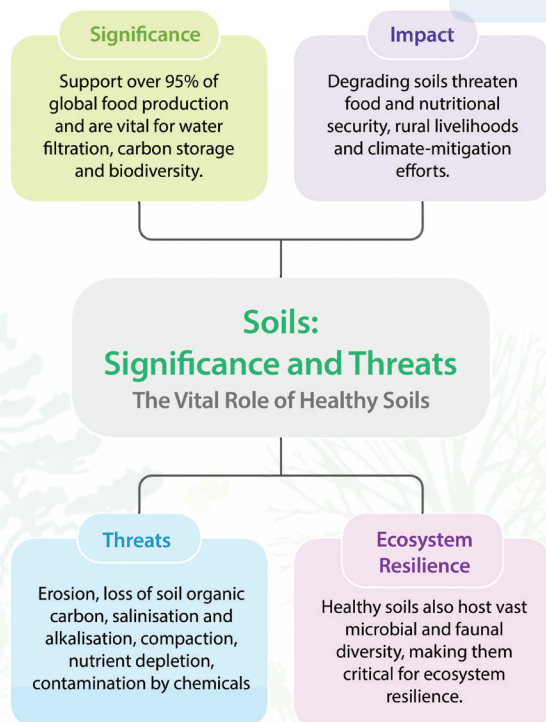 Significance
Support over 95% of
global food production
and are vital for water
filtration, carbon storage
and biodiversity.
Impact
Degrading soils threaten
food and nutritional
security, rural livelihoods
and climate-mitigation
efforts.
Soils:
Significance and Threats
The Vital Role of Healthy Soils
Threats
Erosion, loss of soil organic
carbon, salinisation and
alkalisation, compaction,
nutrient depletion,
contamination by chemicals
Ecosystem
Resilience
Healthy soils also host vast
microbial and faunal
diversity, making them
critical for ecosystem
resilience.